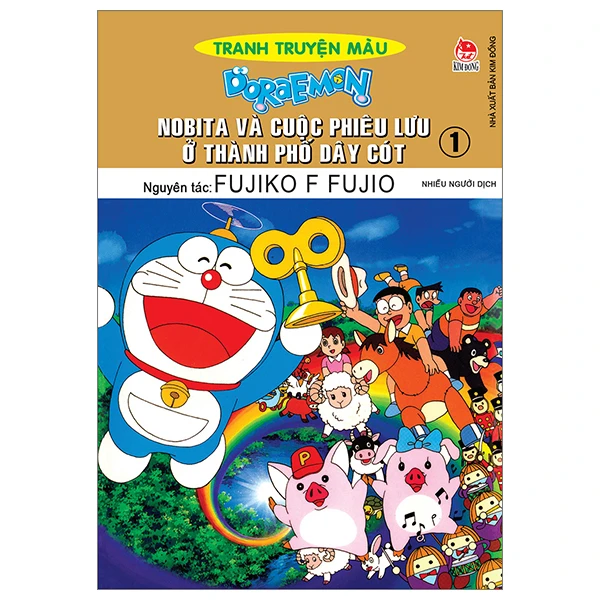 TRANH TRUYỆN MÀU
DORAEMON
NOBITA VÀ CUỘC PHIÊU LƯU
Ở THÀNH PHỐ DÂY CÓT
1
Nguyên tác: FUJIKO F FUJIO
NHIỀU NGƯỜI DỊCH
KIM ĐỒNG
NHÀ XUẤT BẢN KIM ĐỒNG
P